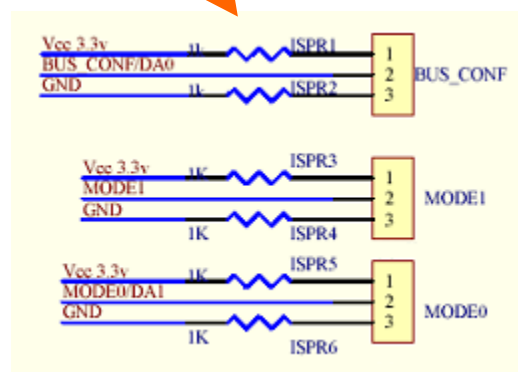 Vcc 3.3v 1k ISPR1 1
BUS_CONF/DA0 2 BUS_CONF
GND 1k ISPR2 3
Vcc 3.3v 1K ISPR3 1
MODE1 2 MODE1
GND 3
1K ISPR4
Vcc 3.3v 1K ISPR5 1
MODE0/DA1 2 MODE0
GND 3
1K ISPR6